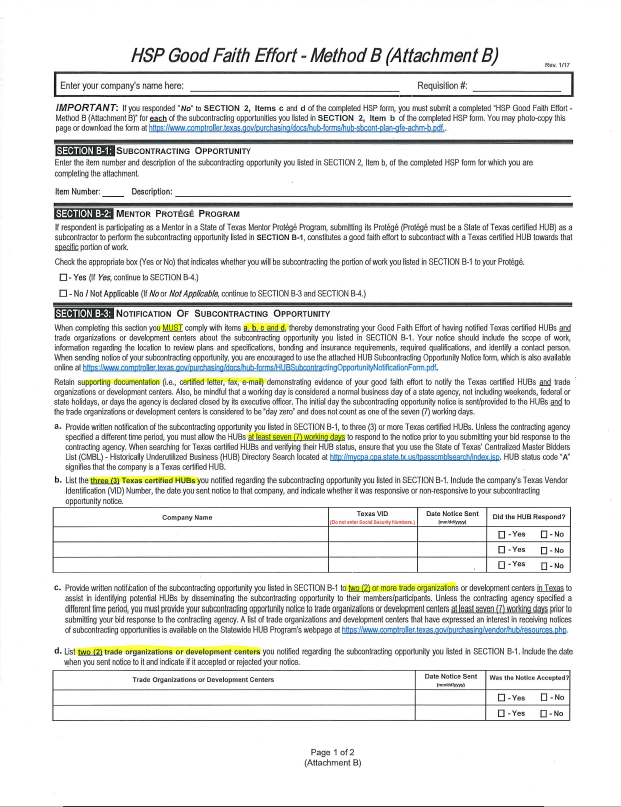 HSP Good Faith Effort - Method B (Attachment B)
Rev. 1/17
Enter your company's name here:
Requisition #:
IMPORTANT: If you responded "No" to SECTION 2, Items c and d of the completed HSP form, you must submit a completed "HSP Good Faith Effort -
Method B (Attachment B)" for each of the subcontracting opportunities you listed in SECTION 2, Item b of the completed HSP form. You may photo-copy this
page or download the form at https://www.comptroller.texas.gov/purchasing/docs/hub-forms/hub-sbcont-plan-gfe-achm-b.pdf.
SECTION B-1: SUBCONTRACTING OPPORTUNITY
Enter the item number and description of the subcontracting opportunity you listed in SECTION 2, Item b, of the completed HSP form for which you are
completing the attachment.
Item Number: Description:
SECTION B-2: MENTOR PROTÉGÉ PROGRAM
If respondent is participating as a Mentor in a State of Texas Mentor Protégé Program, submitting its Protégé (Protégé must be a State of Texas certified HUB) as a
subcontractor to perform the subcontracting opportunity listed in SECTION B-1, constitutes a good faith effort to subcontract with a Texas certified HUB towards that
specific portion of work.
Check the appropriate box (Yes or No) that indicates whether you will be subcontracting the portion of work you listed in SECTION B-1 to your Protégé.
- Yes (If Yes, continue to SECTION B-4.)
- No / Not Applicable (If No or Not Applicable, continue to SECTION B-3 and SECTION B-4.)
SECTION B-3: NOTIFICATION OF SUBCONTRACTING OPPORTUNITY
When completing this section you MUST comply with items a, b, c and d, thereby demonstrating your Good Faith Effort of having notified Texas certified HUBs and
trade organizations or development centers about the subcontracting opportunity you listed in SECTION B-1. Your notice should include the scope of work,
information regarding the location to review plans and specifications, bonding and insurance requirements, required qualifications, and identify a contact person.
When sending notice of your subcontracting opportunity, you are encouraged to use the attached HUB Subcontracting Opportunity Notice form, which is also available
online at https://www.comptroller.texas.gov/purchasing/docs/hub-forms/HUBSubcontractingOpportunityNotificationForm.pdf.
Retain supporting documentation (i.e., certified letter, fax, e-mail) demonstrating evidence of your good faith effort to notify the Texas certified HUBs and trade
organizations or development centers. Also, be mindful that a working day is considered a normal business day of a state agency, not including weekends, federal or
state holidays, or days the agency is declared closed by its executive officer. The initial day the subcontracting opportunity notice is sent/provided to the HUBs and to
the trade organizations or development centers is considered to be "day zero" and does not count as one of the seven (7) working days.
a. Provide written notification of the subcontracting opportunity you listed in SECTION B-1, to three (3) or more Texas certified HUBs. Unless the contracting agency
specified a different time period, you must allow the HUBs at least seven (7) working days to respond to the notice prior to you submitting your bid response to the
contracting agency. When searching for Texas certified HUBs and verifying their HUB status, ensure that you use the State of Texas' Centralized Master Bidders
List (CMBL) - Historically Underutilized Business (HUB) Directory Search located at http://mycpa.cpa.state.tx.us/tpasscmblsearch/index.jsp. HUB status code "A"
signifies that the company is a Texas certified HUB.
b. List the three (3) Texas certified HUBs you notified regarding the subcontracting opportunity you listed in SECTION B-1. Include the company's Texas Vendor
Identification (VID) Number, the date you sent notice to that company, and indicate whether it was responsive or non-responsive to your subcontracting
opportunity notice.
Company Name
Texas VID
(Do not enter Social Security Numbers.)
Date Notice Sent
(mm/dd/yyyy)
Did the HUB Respond?
- Yes - No
- Yes - No
- Yes - No
c. Provide written notification of the subcontracting opportunity you listed in SECTION B-1 to two (2) or more trade organizations or development centers in Texas to
assist in identifying potential HUBs by disseminating the subcontracting opportunity to their members/participants. Unless the contracting agency specified a
different time period, you must provide your subcontracting opportunity notice to trade organizations or development centers at least seven (7) working days prior to
submitting your bid response to the contracting agency. A list of trade organizations and development centers that have expressed an interest in receiving notices
of subcontracting opportunities is available on the Statewide HUB Program's webpage at https://www.comptroller.texas.gov/purchasing/vendor/hub/resources.php.
d. List two (2) trade organizations or development centers you notified regarding the subcontracting opportunity you listed in SECTION B-1. Include the date
when you sent notice to it and indicate if it accepted or rejected your notice.
Trade Organizations or Development Centers
Date Notice Sent
(mm/dd/yyyy)
Was the Notice Accepted?
- Yes - No
- Yes - No
Page 1 of 2
(Attachment B)